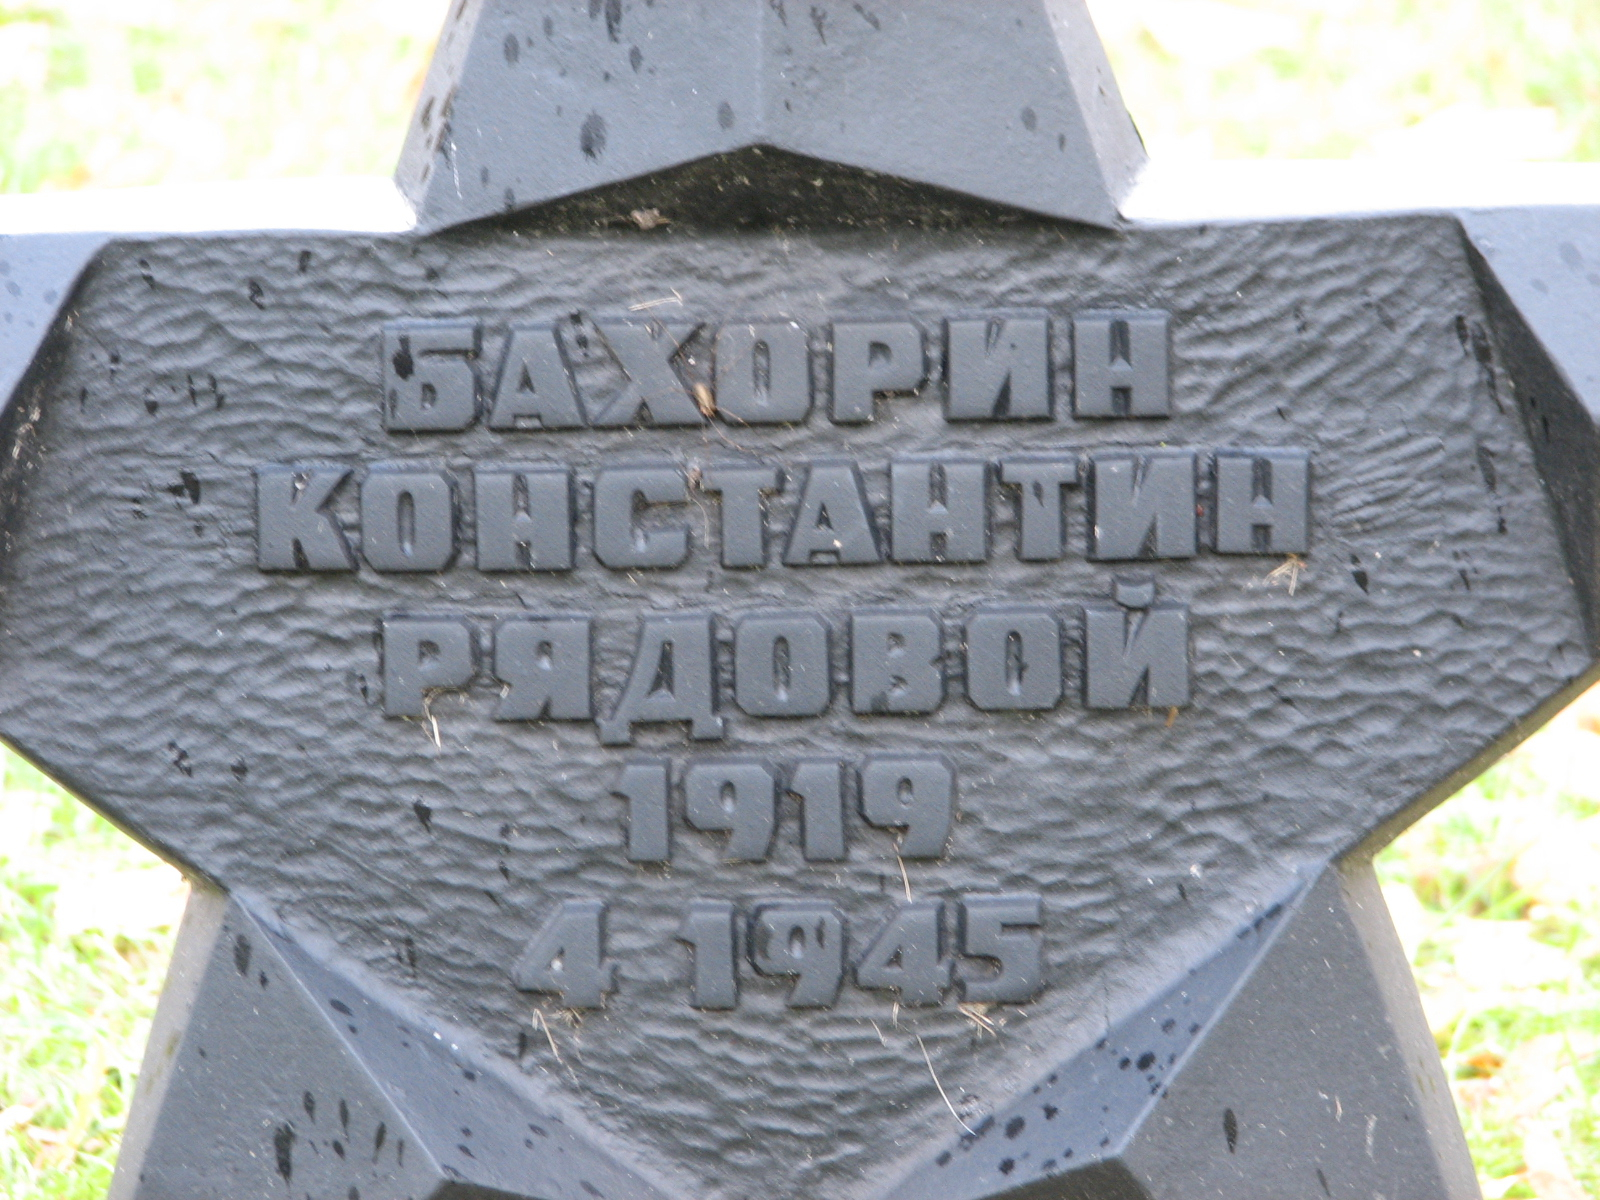 БАХОРИН
КОНСТАНТИН
РЯДОВОЙ
1919
4 1945